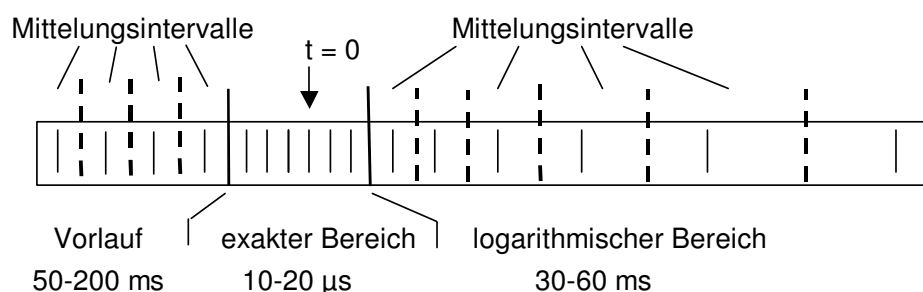 Mittelungsintervalle Mittelungsintervalle
t = 0
Vorlauf exakter Bereich logarithmischer Bereich
50-200 ms 10-20 µs 30-60 ms